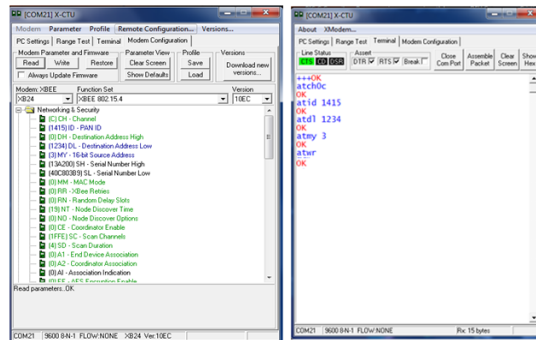 [COM21] X-CTU
Modem Parameter Profile Remote Configuration... Versions...
PC Settings | Range Test | Terminal | Modem Configuration
Modem Parameter and Firmware Parameter View Profile Versions
Read Write Restore Clear Screen Save Download new versions...
Always Update Firmware Show Defaults Load
Modem: XBEE Function Set Version
XB24 XBEE 802.15.4 10EC
Networking & Security
(C) CH - Channel
(1415) ID - PAN ID
(0) DH - Destination Address High
(1234) DL - Destination Address Low
(3) MY - 16-bit Source Address
(13A200) SH - Serial Number High
(40C803B9) SL - Serial Number Low
(0) MM - MAC Mode
(0) RR - XBee Retries
(0) RN - Random Delay Slots
(19) NT - Node Discover Time
(0) NO - Node Discover Options
(0) CE - Coordinator Enable
(1FFE) SC - Scan Channels
(4) SD - Scan Duration
(0) A1 - End Device Association
(0) A2 - Coordinator Association
(0) AI - Association Indication
(0) EE - AES Encryption Enable
Read parameters..OK
COM21 9600 8-N-1 FLOW:NONE XB24 Ver:10EC
[COM21] X-CTU
About XModem...
PC Settings | Range Test | Terminal | Modem Configuration
Line Status Assert
CTS CD DSR DTR RTS Break Close Com Port Assemble Packet Clear Screen Show Hex
+++OK
atch0c
OK
atid 1415
OK
atdl 1234
OK
atmy 3
OK
atwr
OK
COM21 9600 8-N-1 FLOW:NONE Rx: 15 bytes